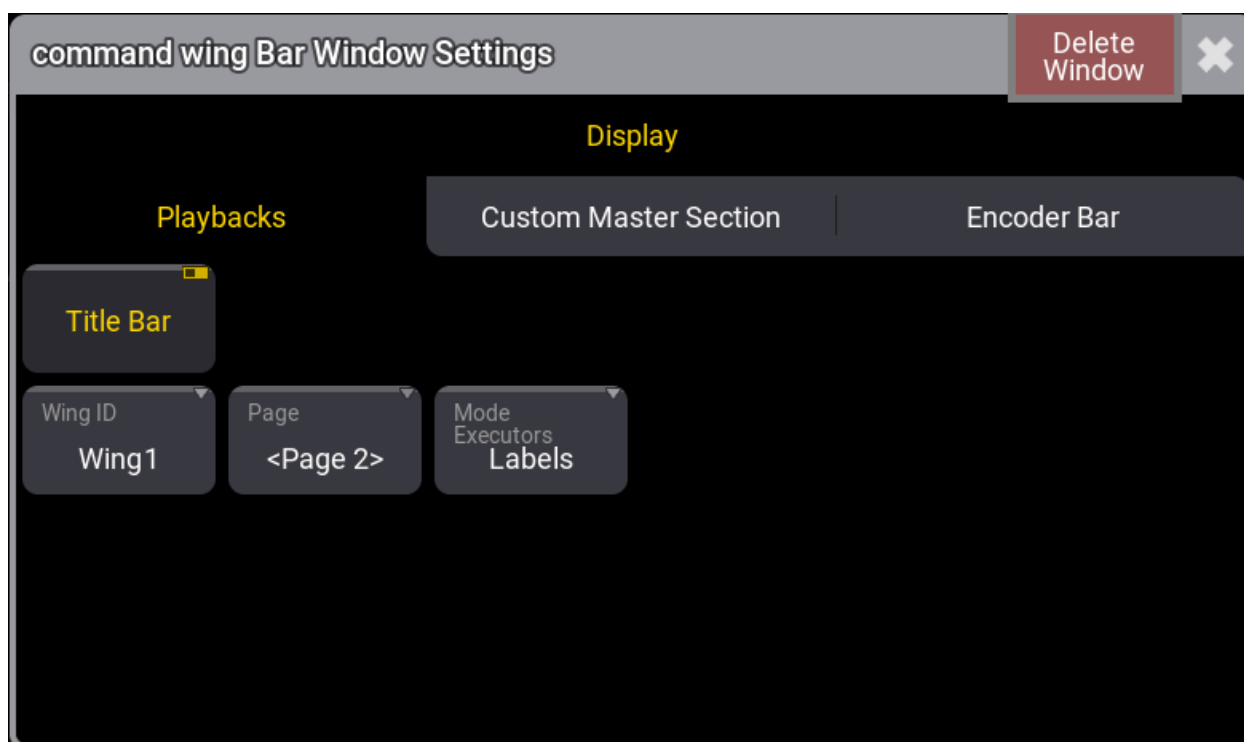 command wing Bar Window Settings
Delete
Window
Display
Playbacks
Custom Master Section
Encoder Bar
Title Bar
Wing ID
Wing1
Page
<Page 2>
Mode
Executors
Labels